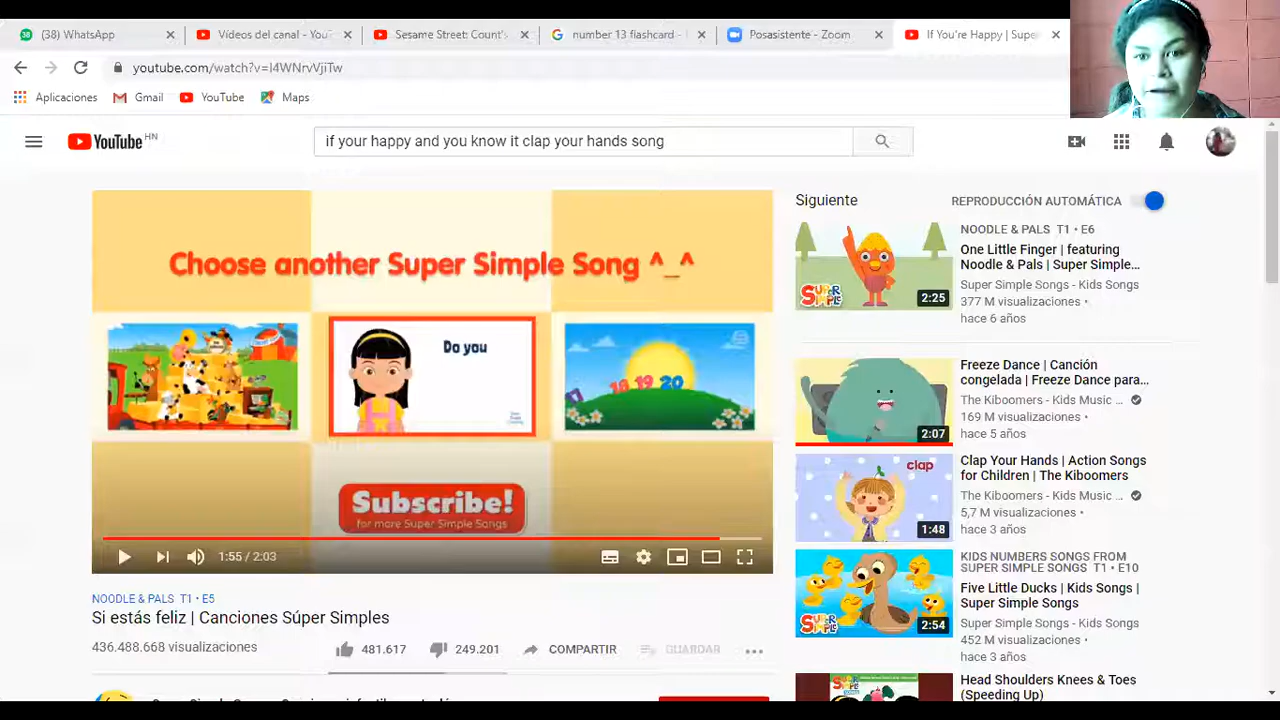 38
(38) WhatsApp
Vídeos del canal - You
Sesame Street: Count's
number 13 flashcard -
Posasistente - Zoom
If You're Happy | Supe
youtube.com/watch?v=l4WNrvVjiTw
Aplicaciones
Gmail
YouTube
Maps
YouTube HN
if your happy and you know it clap your hands song
Choose another Super Simple Song ^_^
Do you
18 19 20
Subscribe!
for more Super Simple Songs
1:55 / 2:03
NOODLE & PALS T1 • E5
Si estás feliz | Canciones Súper Simples
436.488.668 visualizaciones
481.617
249.201
COMPARTIR
GUARDAR
Siguiente
REPRODUCCIÓN AUTOMÁTICA
SUPER SIMPLE
2:25
NOODLE & PALS T1 • E6
One Little Finger | featuring
Noodle & Pals | Super Simple...
Super Simple Songs - Kids Songs
377 M visualizaciones •
hace 6 años
2:07
Freeze Dance | Canción
congelada | Freeze Dance para...
The Kiboomers - Kids Music ...
169 M visualizaciones •
hace 5 años
clap
1:48
Clap Your Hands | Action Songs
for Children | The Kiboomers
The Kiboomers - Kids Music ...
5,7 M visualizaciones •
hace 3 años
SUPER SIMPLE
2:54
KIDS NUMBERS SONGS FROM
SUPER SIMPLE SONGS T1 • E10
Five Little Ducks | Kids Songs |
Super Simple Songs
Super Simple Songs - Kids Songs
452 M visualizaciones •
hace 3 años
Head Shoulders Knees & Toes
(Speeding Up)